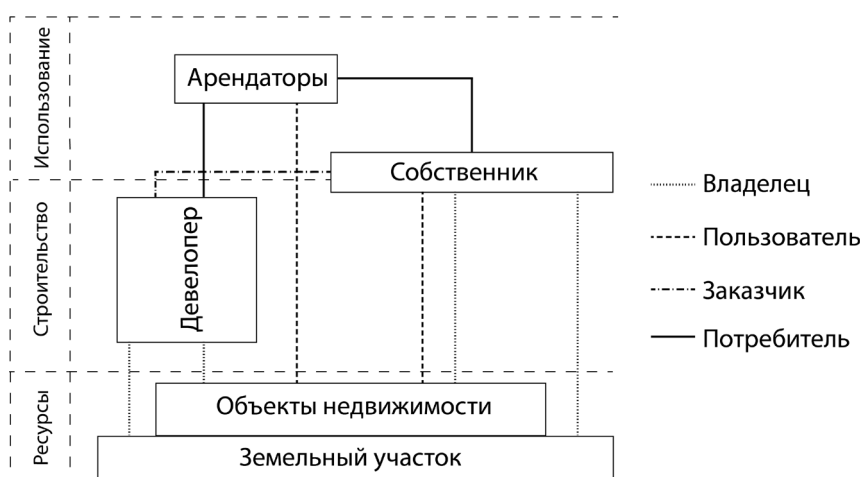 Использование
Арендаторы
Собственник
Строительство
Девелопер
Ресурсы
Объекты недвижимости
Земельный участок
Владелец
Пользователь
Заказчик
Потребитель